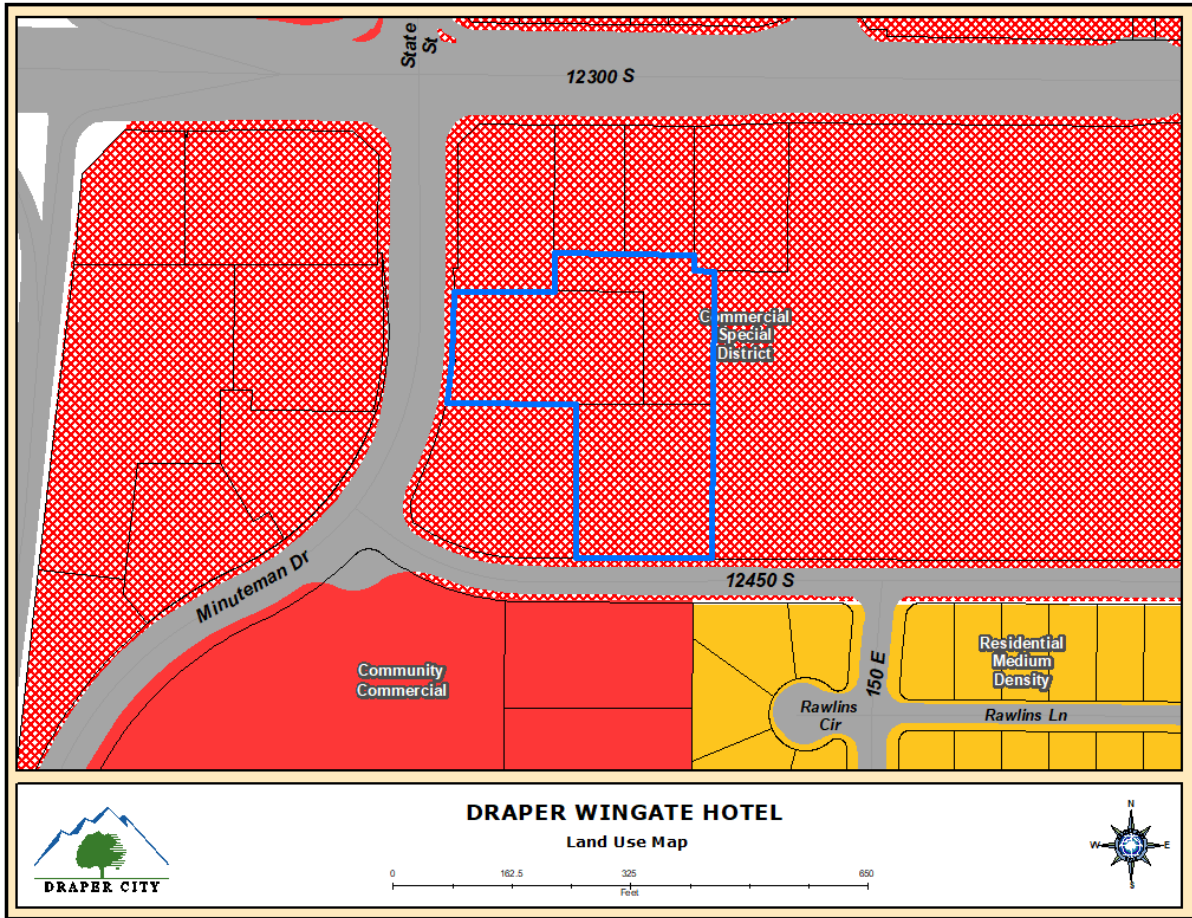 State
St
12300 S
Commercial
Special
District
Minuteman Dr
12450 S
Community
Commercial
150 E
Residential
Medium
Density
Rawlins
Cir
Rawlins Ln
DRAPER CITY
DRAPER WINGATE HOTEL
Land Use Map
0 162.5 325 650
Feet
N
W E
S